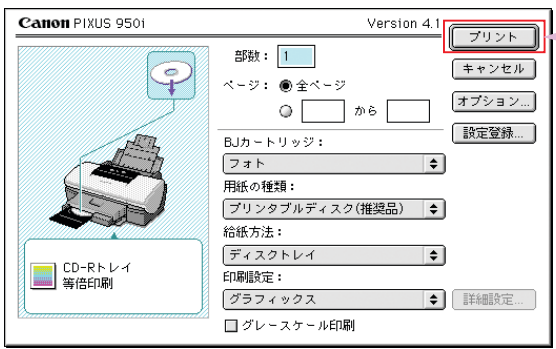 Canon PIXUS 950i
Version 4.1
プリント
部数：
1
キャンセル
ページ：
全ページ
から
オプション...
設定登録...
BJカートリッジ：
フォト
用紙の種類：
プリンタブルディスク(推奨品)
給紙方法：
ディスクトレイ
印刷設定：
グラフィックス
詳細設定...
グレースケール印刷
CD-Rトレイ
等倍印刷